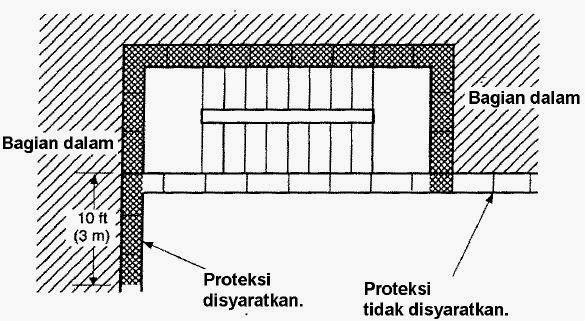 Bagian dalam
Bagian dalam
10 ft
(3 m)
Proteksi
disyaratkan.
Proteksi
tidak disyaratkan.